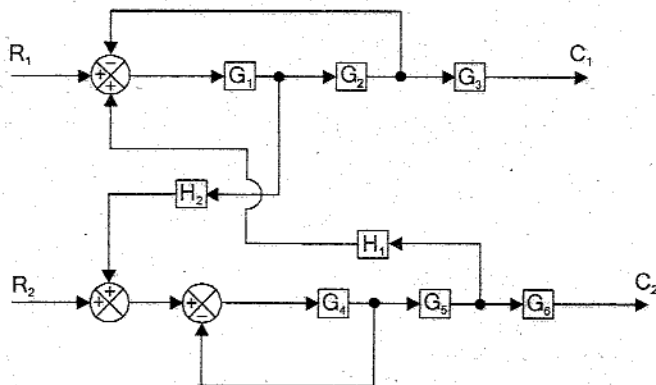 R₁ − + + G₁ G₂ G₃ C₁
H₂
H₁
R₂ + + − G₄ G₅ G₆ C₂